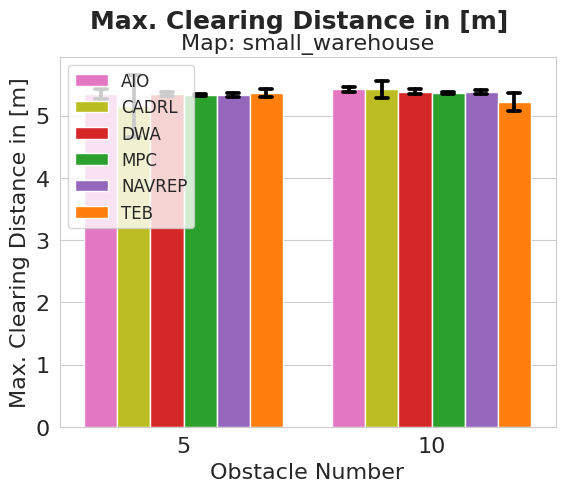 Max. Clearing Distance in [m]
Map: small_warehouse
Max. Clearing Distance in [m]
5
4
3
2
1
0
AIO
CADRL
DWA
MPC
NAVREP
TEB
5
10
Obstacle Number